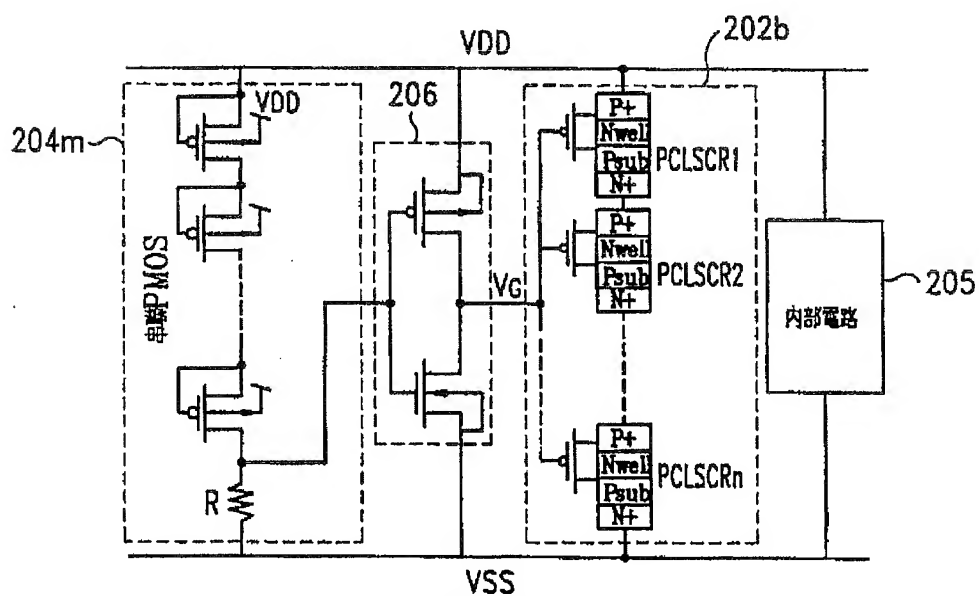 202b
VDD
206
204m
VDD
P+
Nwell
Psub
N+
PCLSCR1
串聯PMOS
P+
Nwell
Psub
N+
PCLSCR2
VG
205
內部電路
P+
Nwell
Psub
N+
PCLSCRn
R
VSS